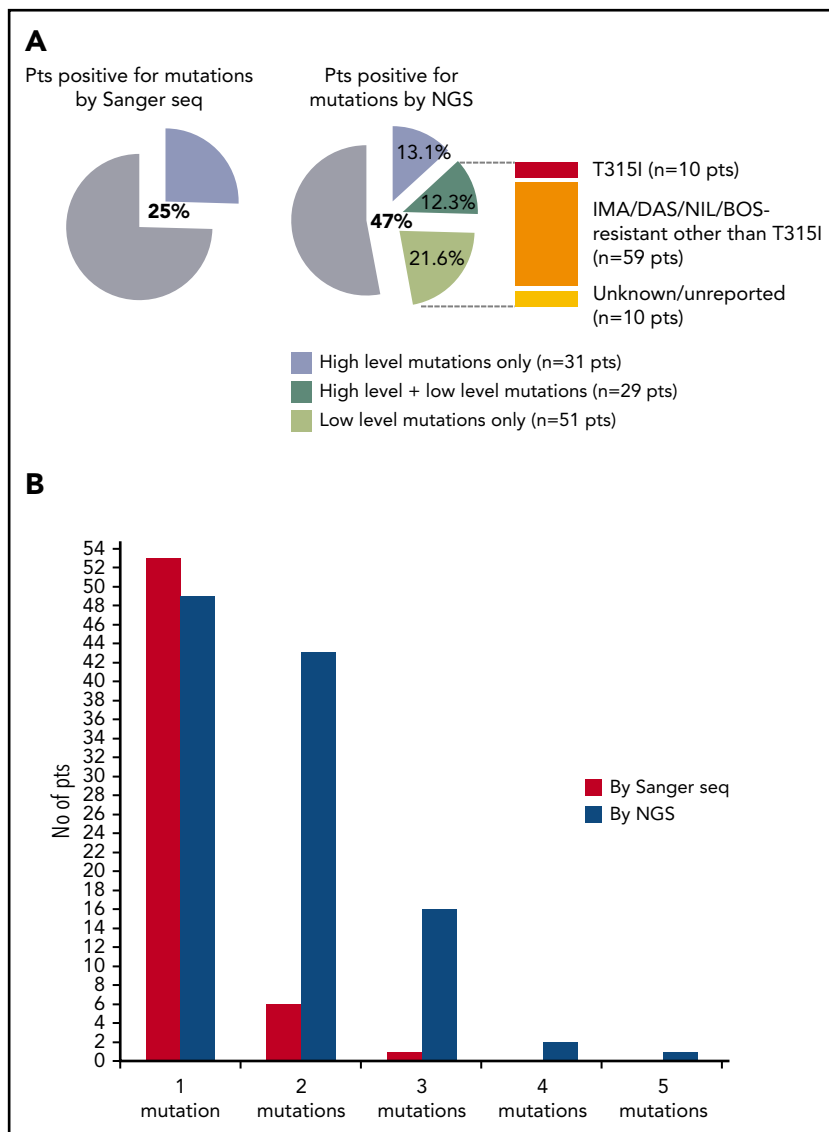 A
Pts positive for mutations
by Sanger seq
Pts positive for
mutations by NGS
25%
13.1%
12.3%
47%
21.6%
T315I (n=10 pts)
IMA/DAS/NIL/BOS-
resistant other than T315I
(n=59 pts)
Unknown/unreported
(n=10 pts)
High level mutations only (n=31 pts)
High level + low level mutations (n=29 pts)
Low level mutations only (n=51 pts)
B
No of pts
54
52
50
48
46
44
42
40
38
36
34
32
30
28
26
24
22
20
18
16
14
12
10
8
6
4
2
0
By Sanger seq
By NGS
1
mutation
2
mutations
3
mutations
4
mutations
5
mutations